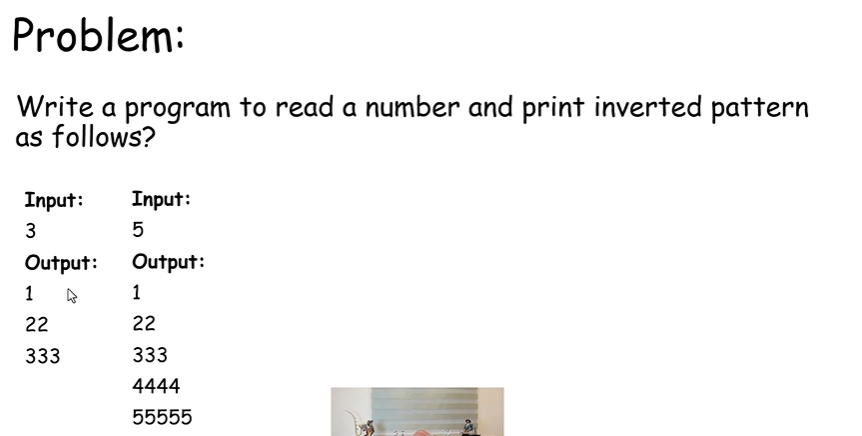 Problem:
Write a program to read a number and print inverted pattern
as follows?
Input:
3
Output:
1
22
333
Input:
5
Output:
1
22
333
4444
55555